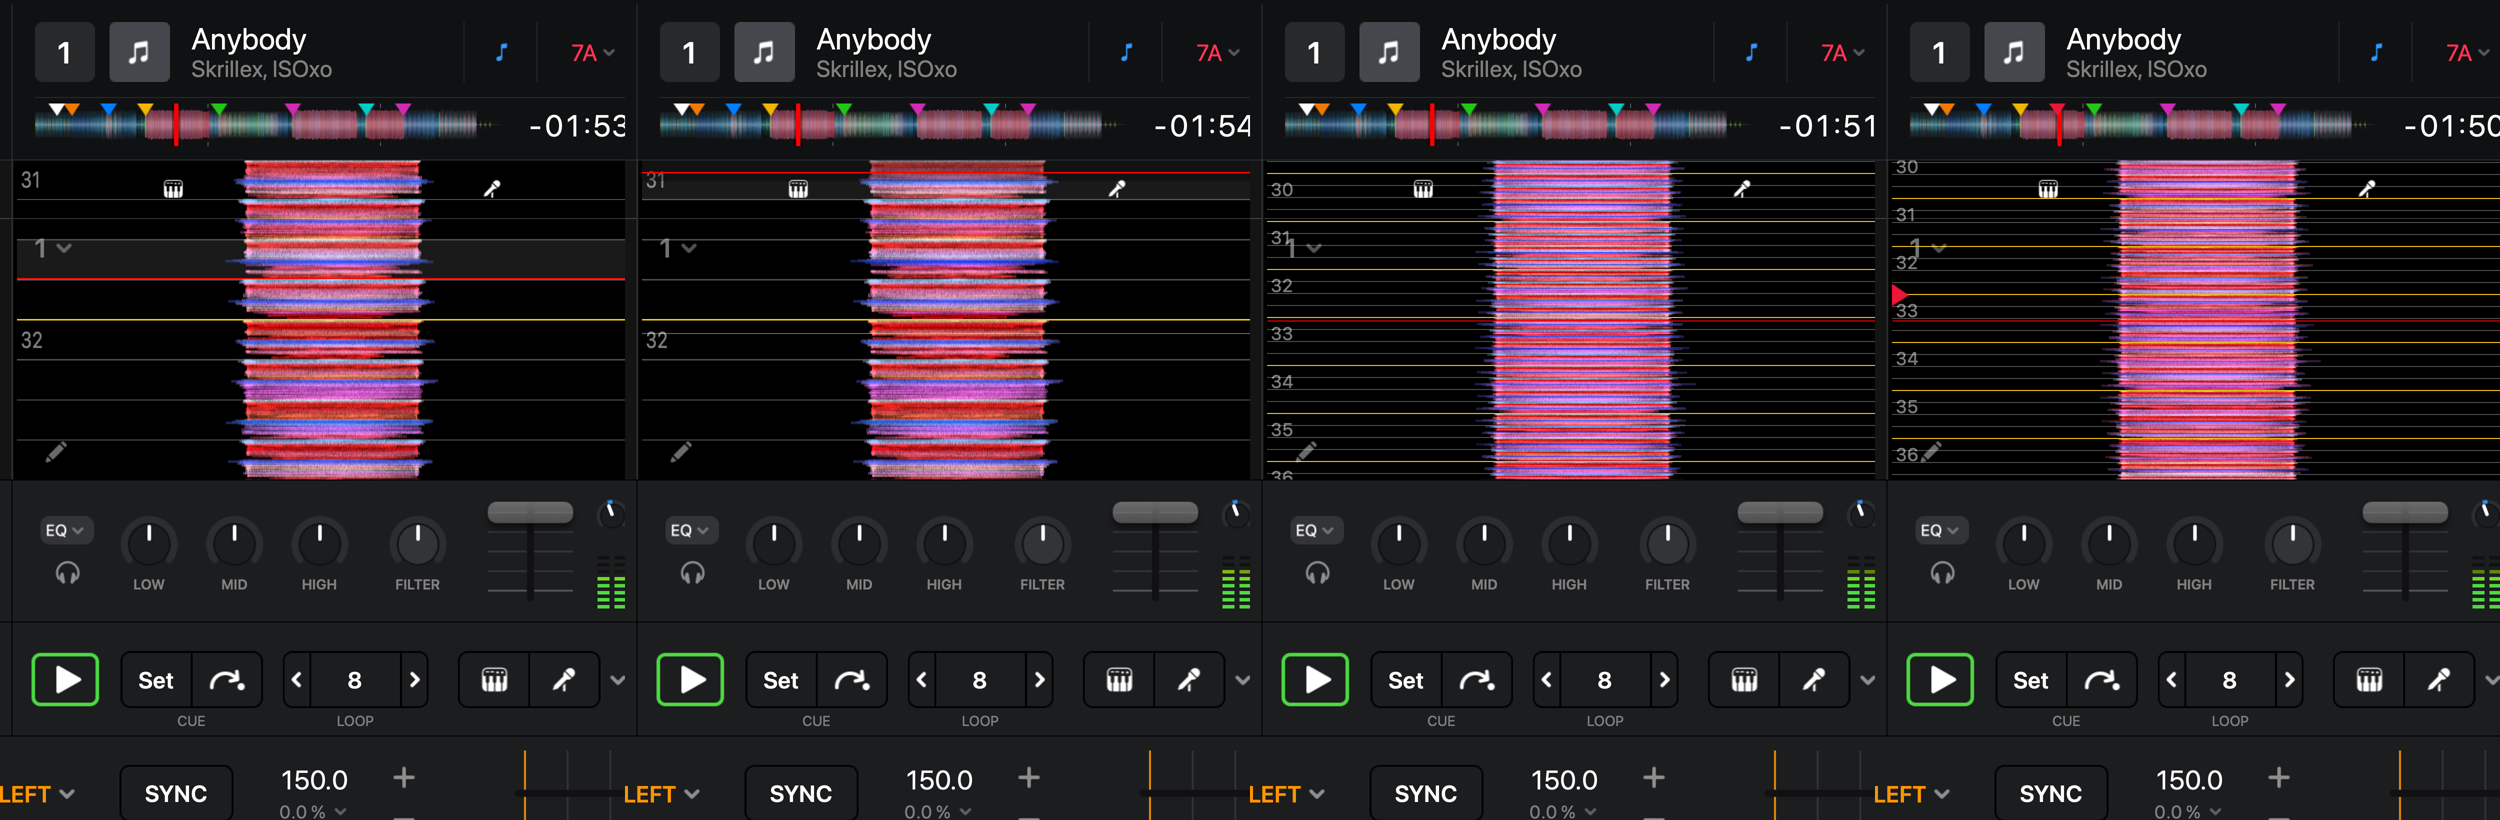 1
Anybody
Skrillex, ISOxo
7A
-01:53
31
1
32
EQ
LOW MID HIGH FILTER
Set
8
CUE LOOP
LEFT
SYNC
150.0
0.0 %
1
Anybody
Skrillex, ISOxo
7A
-01:54
31
1
32
EQ
LOW MID HIGH FILTER
Set
8
CUE LOOP
LEFT
SYNC
150.0
0.0 %
1
Anybody
Skrillex, ISOxo
7A
-01:51
30
31
1
32
33
34
35
36
EQ
LOW MID HIGH FILTER
Set
8
CUE LOOP
LEFT
SYNC
150.0
0.0 %
1
Anybody
Skrillex, ISOxo
7A
-01:50
30
31
1
32
33
34
35
36
EQ
LOW MID HIGH FILTER
Set
8
CUE LOOP
LEFT
SYNC
150.0
0.0 %